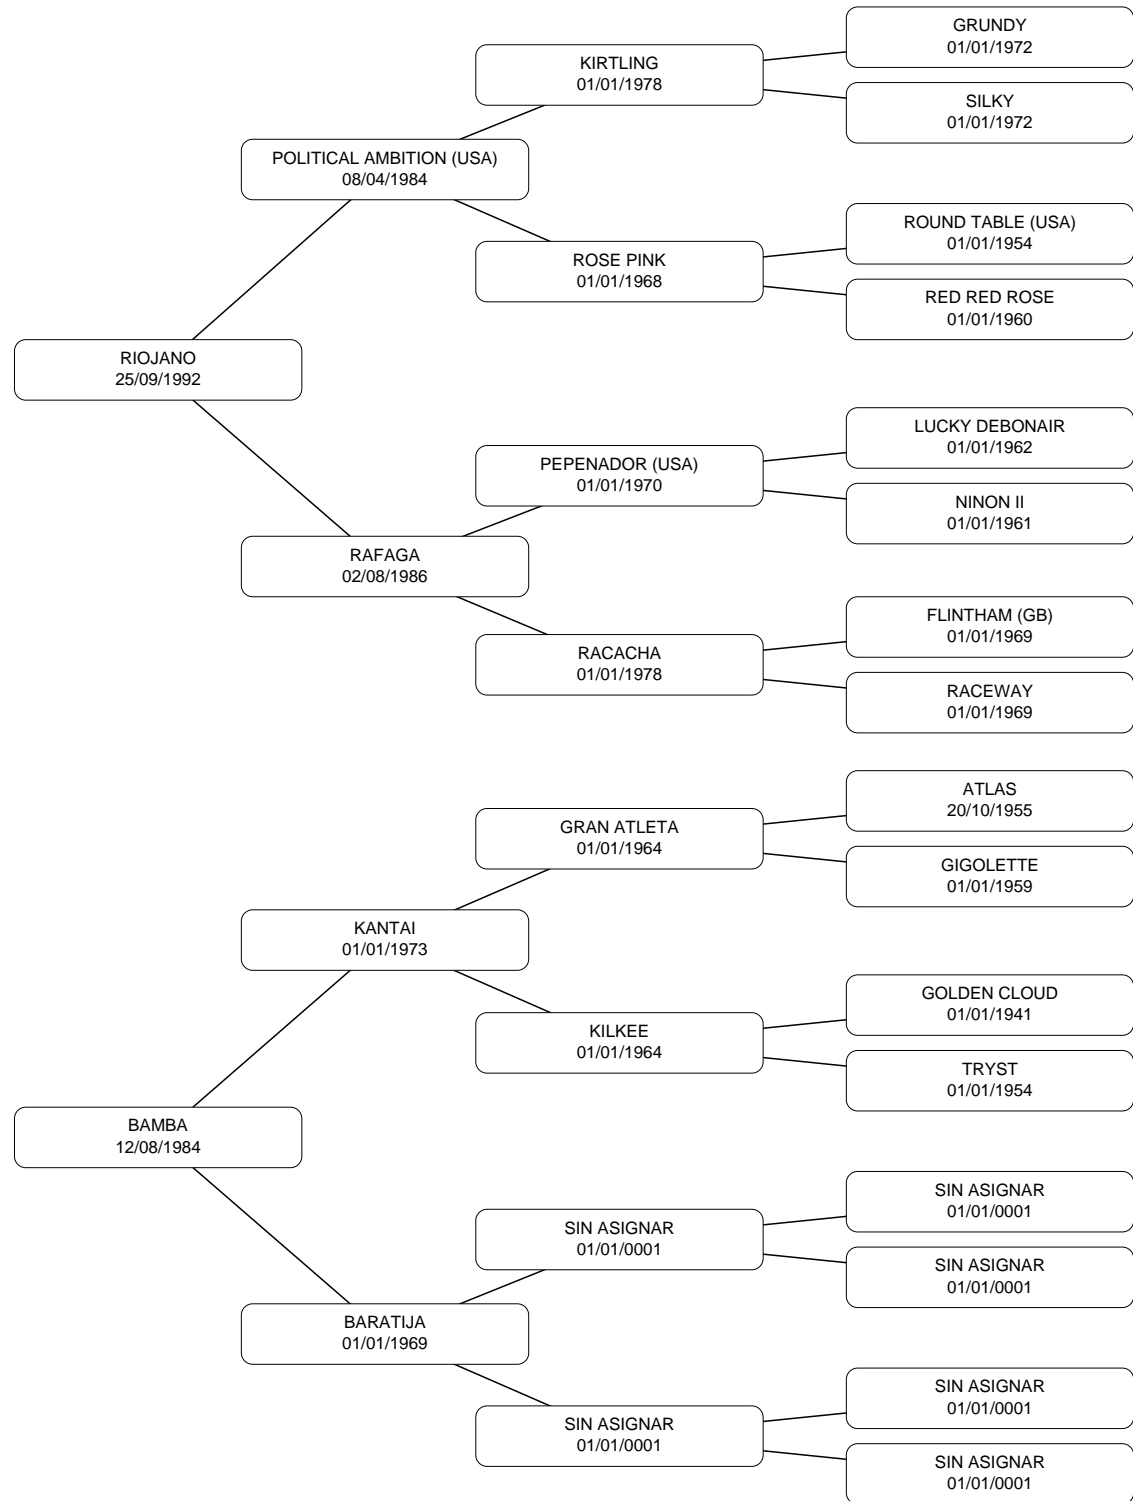 GRUNDY
01/01/1972
KIRTLING
01/01/1978
SILKY
01/01/1972
POLITICAL AMBITION (USA)
08/04/1984
ROUND TABLE (USA)
01/01/1954
ROSE PINK
01/01/1968
RED RED ROSE
01/01/1960
RIOJANO
25/09/1992
LUCKY DEBONAIR
01/01/1962
PEPENADOR (USA)
01/01/1970
NINON II
01/01/1961
RAFAGA
02/08/1986
FLINTHAM (GB)
01/01/1969
RACACHA
01/01/1978
RACEWAY
01/01/1969
ATLAS
20/10/1955
GRAN ATLETA
01/01/1964
GIGOLETTE
01/01/1959
KANTAI
01/01/1973
GOLDEN CLOUD
01/01/1941
KILKEE
01/01/1964
TRYST
01/01/1954
BAMBA
12/08/1984
SIN ASIGNAR
01/01/0001
SIN ASIGNAR
01/01/0001
SIN ASIGNAR
01/01/0001
BARATIJA
01/01/1969
SIN ASIGNAR
01/01/0001
SIN ASIGNAR
01/01/0001
SIN ASIGNAR
01/01/0001